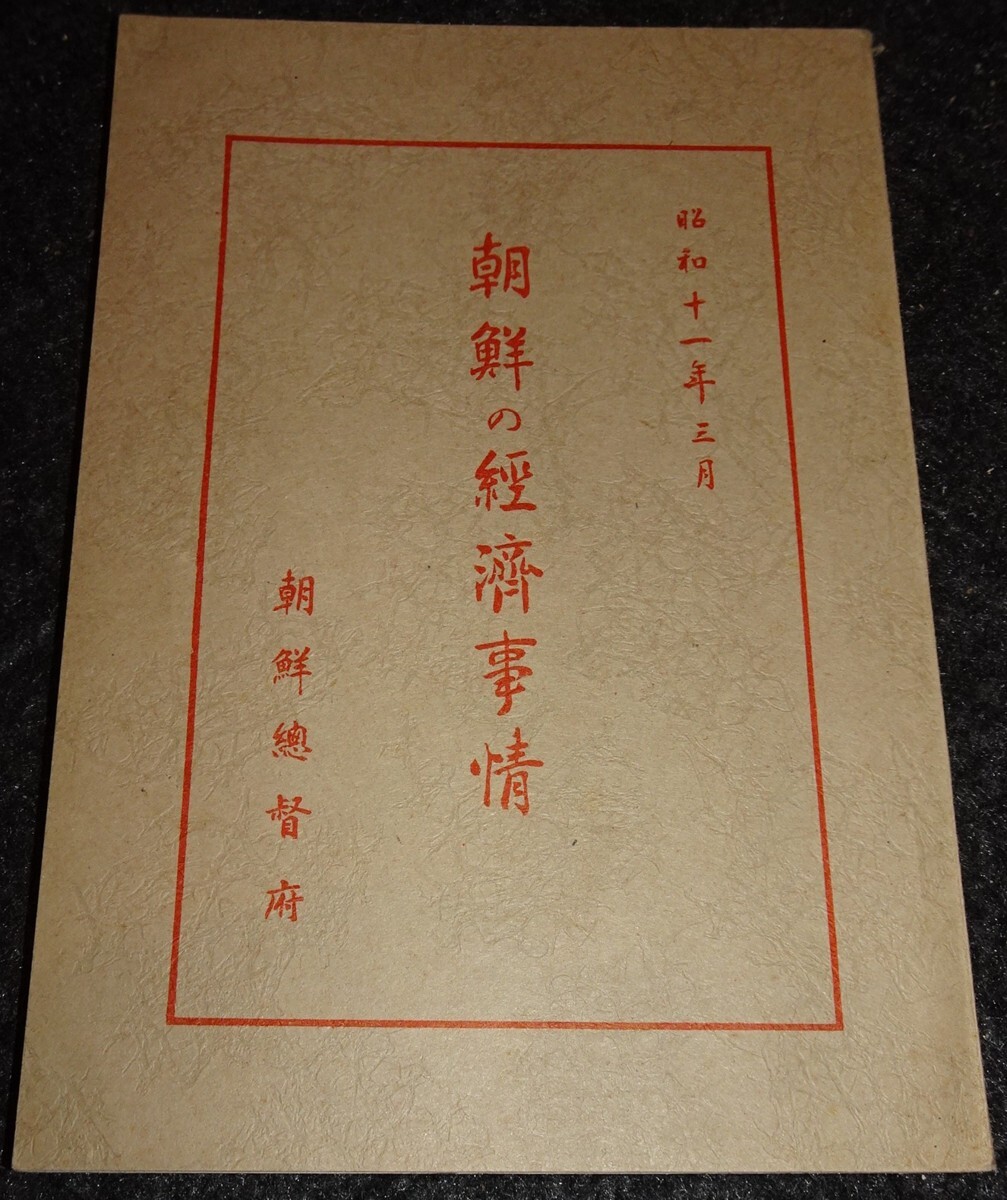 昭和十一年三月
朝鮮の經濟事情
朝鮮總督府